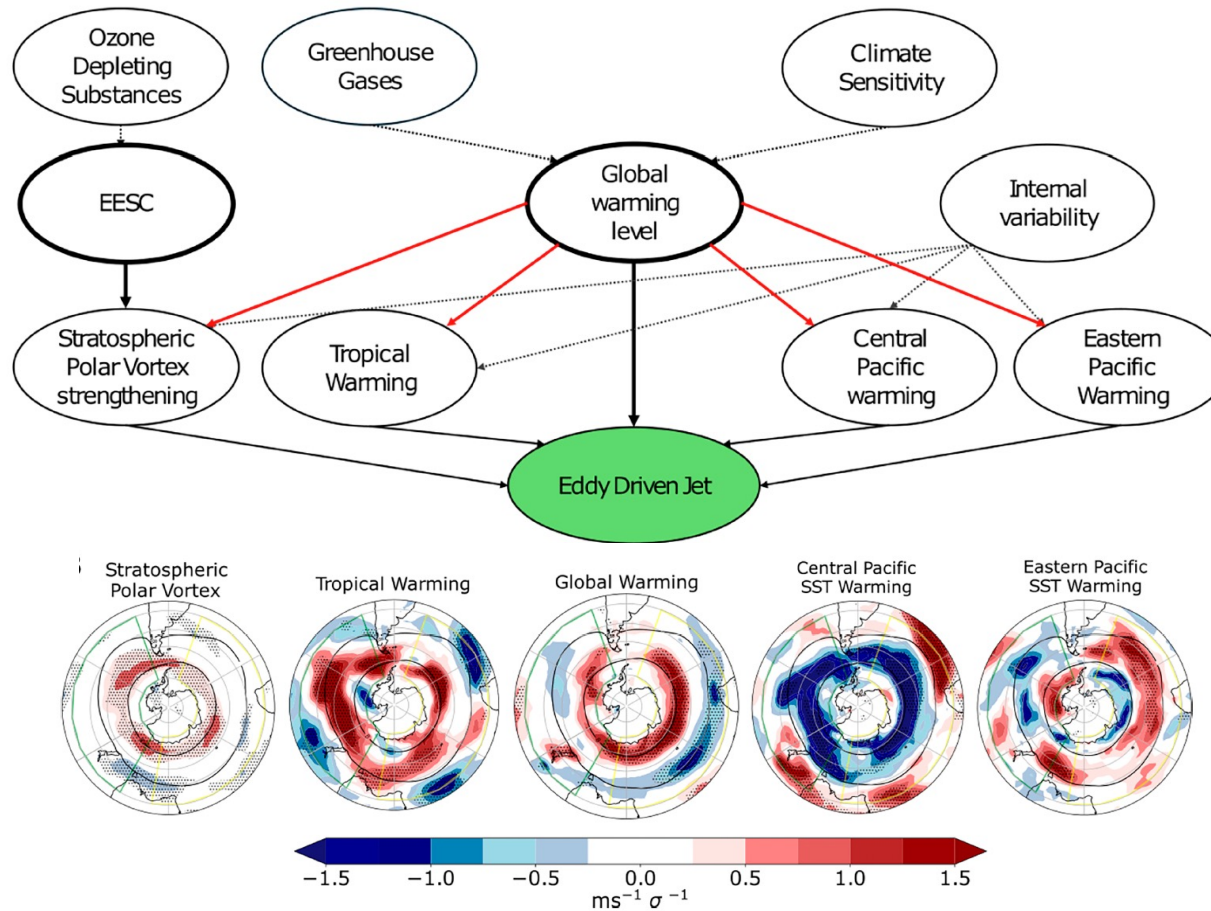 Ozone
Depleting
Substances
Greenhouse
Gases
Climate
Sensitivity
EESC
Global
warming
level
Internal
variability
Stratospheric
Polar Vortex
strengthening
Tropical
Warming
Central
Pacific
warming
Eastern
Pacific
Warming
Eddy Driven Jet
Stratospheric
Polar Vortex
Tropical Warming
Global Warming
Central Pacific
SST Warming
Eastern Pacific
SST Warming
−1.5 −1.0 −0.5 0.0 0.5 1.0 1.5
ms⁻¹ σ⁻¹